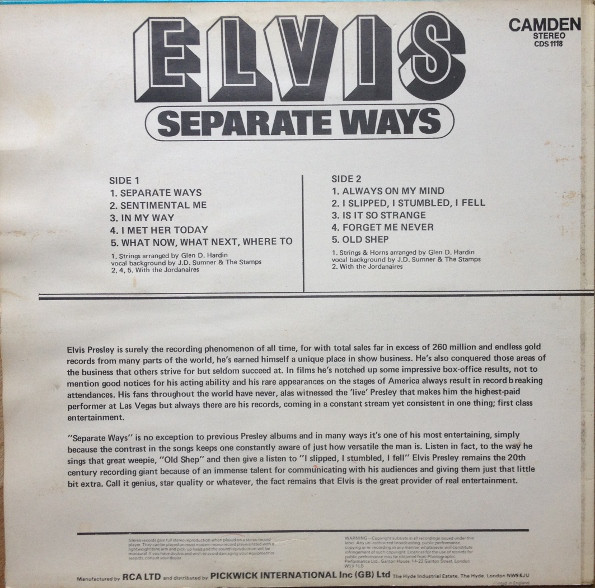 ELVIS
SEPARATE WAYS
CAMDEN
STEREO
CDS 1118
SIDE 1
1. SEPARATE WAYS
2. SENTIMENTAL ME
3. IN MY WAY
4. I MET HER TODAY
5. WHAT NOW, WHAT NEXT, WHERE TO
1. Strings arranged by Glen D. Hardin
vocal background by J.D. Sumner & The Stamps
2, 4, 5. With the Jordanaires
SIDE 2
1. ALWAYS ON MY MIND
2. I SLIPPED, I STUMBLED, I FELL
3. IS IT SO STRANGE
4. FORGET ME NEVER
5. OLD SHEP
1. Strings & Horns arranged by Glen D. Hardin
vocal background by J.D. Sumner & The Stamps
2. With the Jordanaires
Elvis Presley is surely the recording phenomenon of all time, for with total sales far in excess of 260 million and endless gold
records from many parts of the world, he's earned himself a unique place in show business. He's also conquered those areas of
the business that others strive for but seldom succeed at. In films he's notched up some impressive box-office results, not to
mention good notices for his acting ability and his rare appearances on the stages of America always result in record breaking
attendances. His fans throughout the world have never, alas witnessed the 'live' Presley that makes him the highest-paid
performer at Las Vegas but always there are his records, coming in a constant stream yet consistent in one thing; first class
entertainment.
"Separate Ways" is no exception to previous Presley albums and in many ways it's one of his most entertaining, simply
because the contrast in the songs keeps one constantly aware of just how versatile the man is. Listen in fact, to the way he
sings that great weepie, "Old Shep" and then give a listen to "I slipped, I stumbled, I fell" Elvis Presley remains the 20th
century recording giant because of an immense talent for communicating with his audiences and giving them just that little
bit extra. Call it genius, star quality or whatever, the fact remains that Elvis is the great provider of real entertainment.
Manufactured by RCA LTD and distributed by PICKWICK INTERNATIONAL Inc (GB) Ltd The Hyde Industrial Estate, The Hyde London NW9 6JU